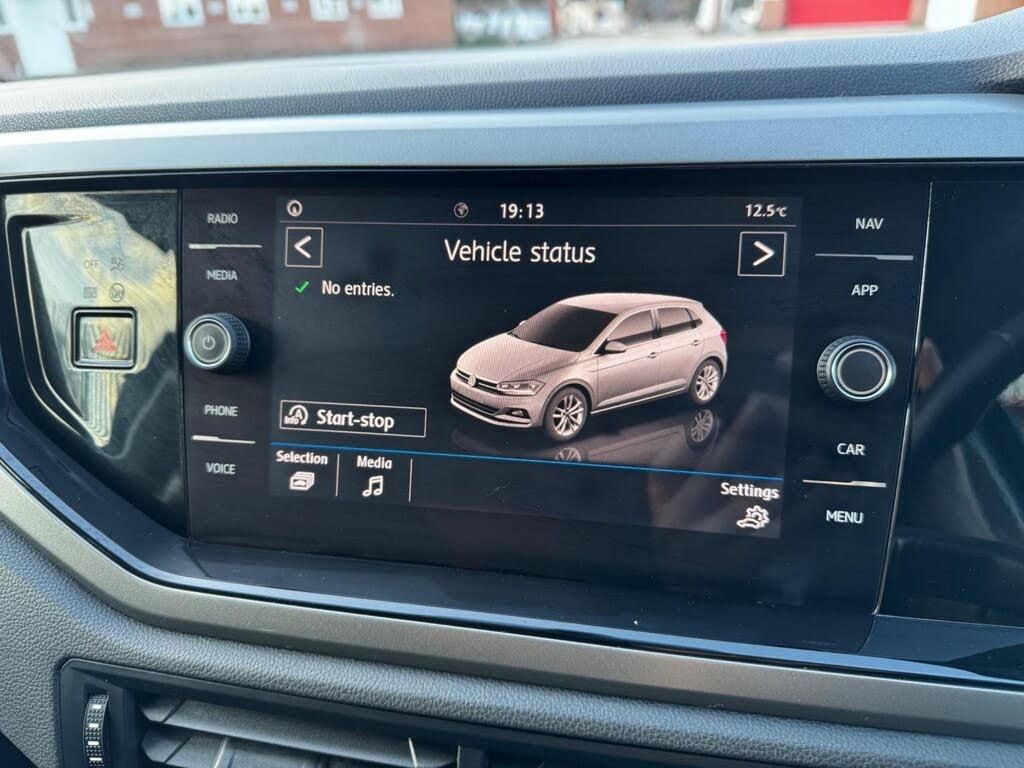 19:13
12.5°C
Vehicle status
No entries.
Start-stop
Selection
Media
Settings
RADIO
MEDIA
PHONE
VOICE
NAV
APP
CAR
MENU
OFF